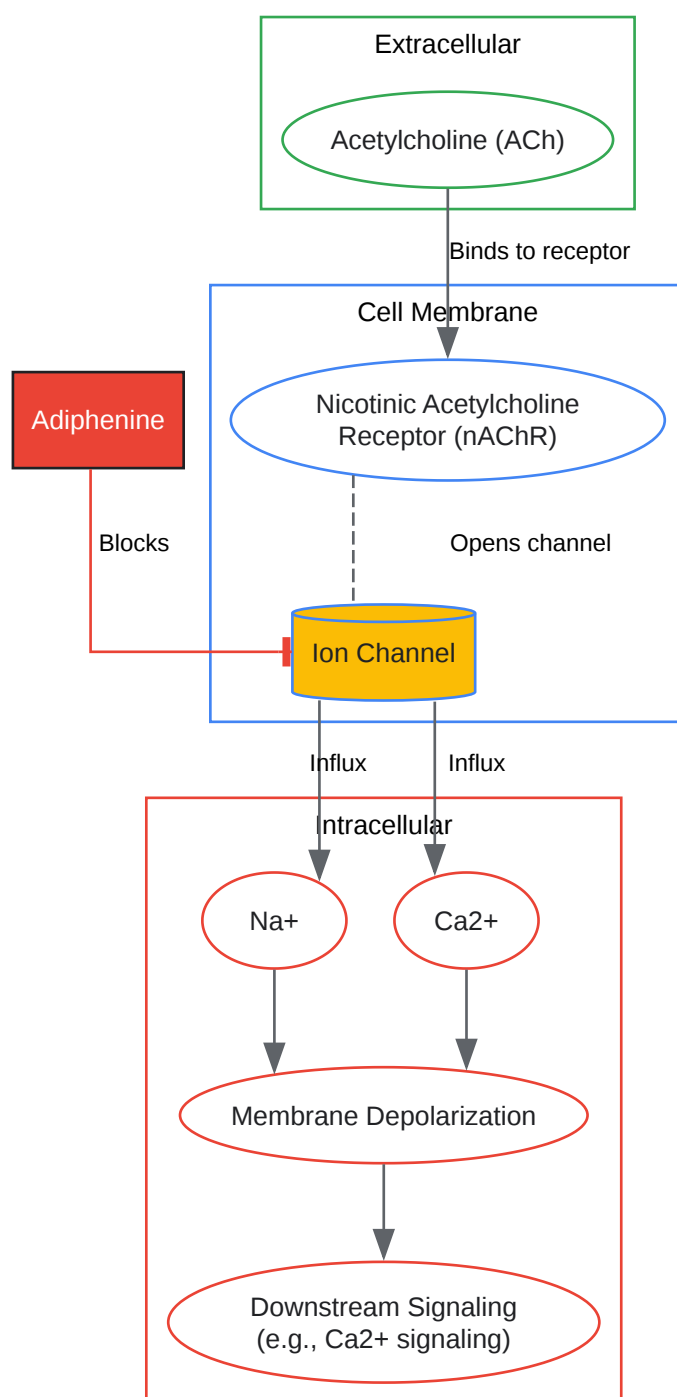 Extracellular
Acetylcholine (ACh)
Binds to receptor
Cell Membrane
Adiphenine
Nicotinic Acetylcholine
Receptor (nAChR)
Blocks
Opens channel
Ion Channel
Influx
Influx
Intracellular
Na+
Ca2+
Membrane Depolarization
Downstream Signaling
(e.g., Ca2+ signaling)